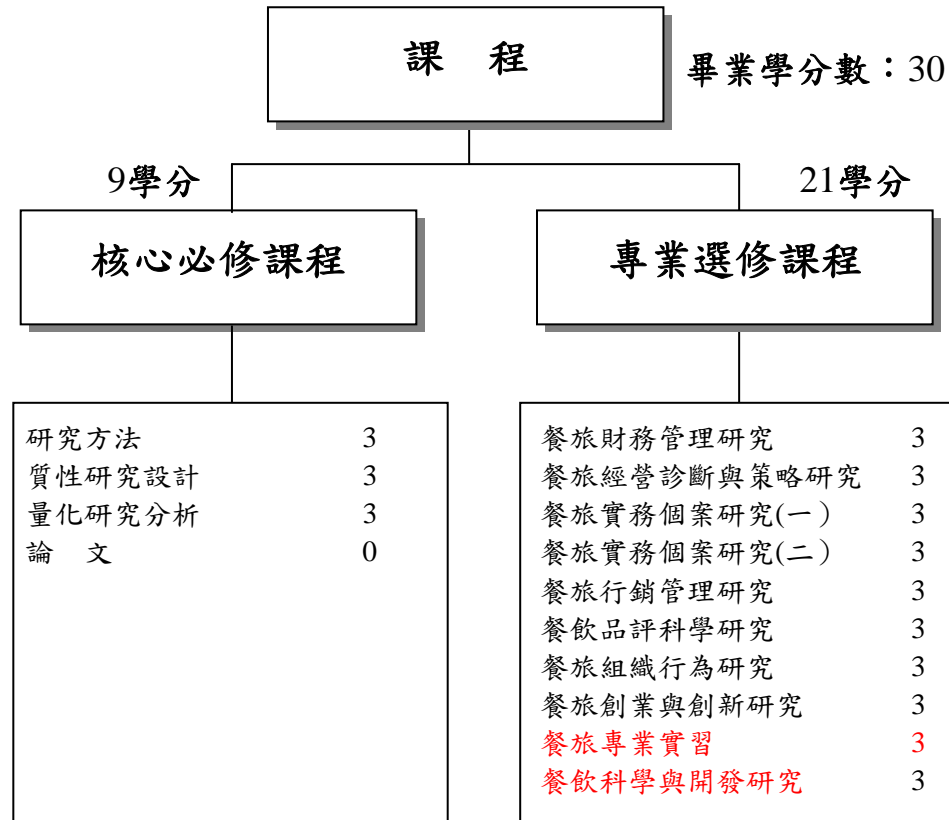 課 程
畢業學分數：30
9學分
21學分
核心必修課程
專業選修課程
研究方法 3
質性研究設計 3
量化研究分析 3
論 文 0
餐旅財務管理研究 3
餐旅經營診斷與策略研究 3
餐旅實務個案研究(一） 3
餐旅實務個案研究(二） 3
餐旅行銷管理研究 3
餐飲品評科學研究 3
餐旅組織行為研究 3
餐旅創業與創新研究 3
餐旅專業實習 3
餐飲科學與開發研究 3